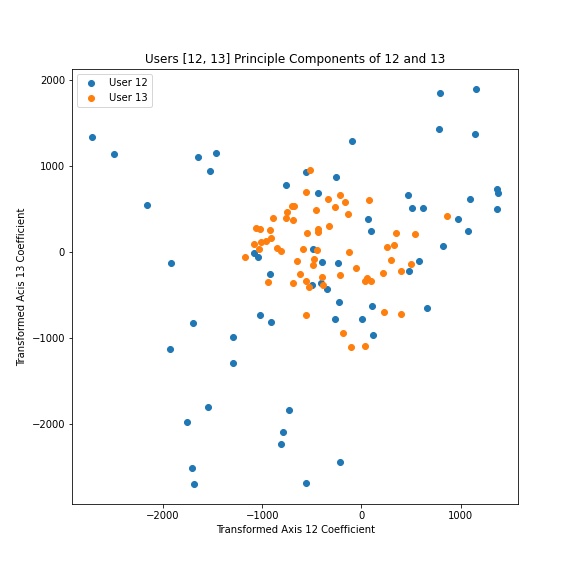 Users [12, 13] Principle Components of 12 and 13
User 12
User 13
2000
1000
0
−1000
−2000
Transformed Acis 13 Coefficient
−2000
−1000
0
1000
Transformed Axis 12 Coefficient